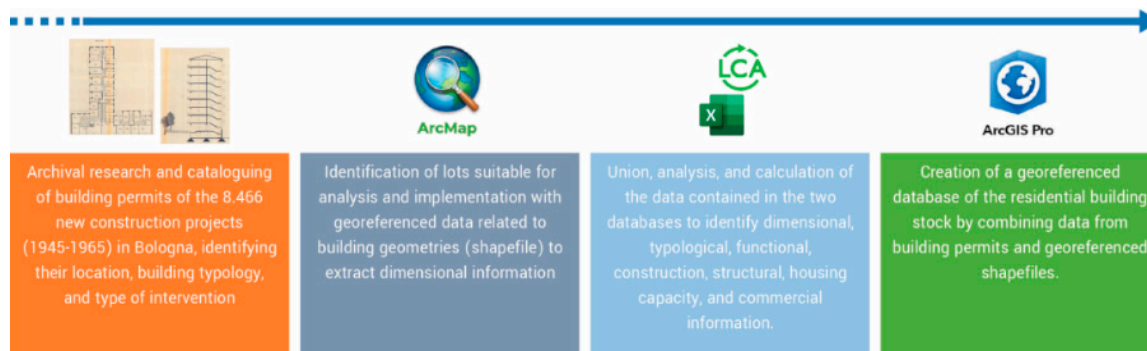 LCA
X
ArcMap
ArcGIS Pro
Archival research and cataloguing
of building permits of the 8.466
new construction projects
(1945-1965) in Bologna, identifying
their location, building typology,
and type of intervention
Identification of lots suitable for
analysis and implementation with
georeferenced data related to
building geometries (shapefile) to
extract dimensional information
Union, analysis, and calculation of
the data contained in the two
databases to identify dimensional,
typological, functional,
construction, structural, housing
capacity, and commercial
information.
Creation of a georeferenced
database of the residential building
stock by combining data from
building permits and georeferenced
shapefiles.